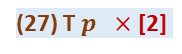 (27) T p × [2]